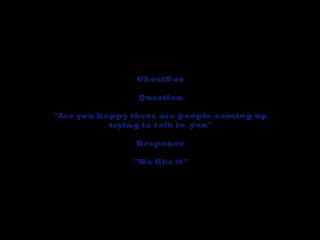 GhostBox
Question
"Are you happy there are people coming up
trying to talk to you"
Response
"We like it"